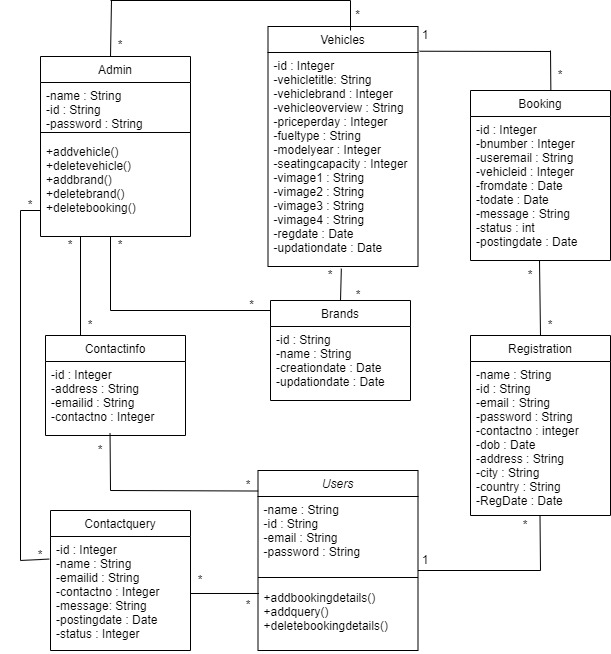 *
*
Vehicles
-id : Integer
-vehicletitle: String
-vehiclebrand : Integer
-vehicleoverview : String
-priceperday : Integer
-fueltype : String
-modelyear : Integer
-seatingcapacity : Integer
-vimage1 : String
-vimage2 : String
-vimage3 : String
-vimage4 : String
-regdate : Date
-updationdate : Date
1
*
Admin
-name : String
-id : String
-password : String
+addvehicle()
+deletevehicle()
+addbrand()
+deletebrand()
+deletebooking()
*
*
*
Booking
-id : Integer
-bnumber : Integer
-useremail : String
-vehicleid : Integer
-fromdate : Date
-todate : Date
-message : String
-status : int
-postingdate : Date
*
*
*
*
*
*
*
Brands
-id : String
-name : String
-creationdate : Date
-updationdate : Date
Contactinfo
-id : Integer
-address : String
-emailid : String
-contactno : Integer
*
*
Registration
-name : String
-id : String
-email : String
-password : String
-contactno : integer
-dob : Date
-address : String
-city : String
-country : String
-RegDate : Date
*
1
Users
-name : String
-id : String
-email : String
-password : String
+addbookingdetails()
+addquery()
+deletebookingdetails()
Contactquery
-id : Integer
-name : String
-emailid : String
-contactno : Integer
-message: String
-postingdate : Date
-status : Integer
*
*
*